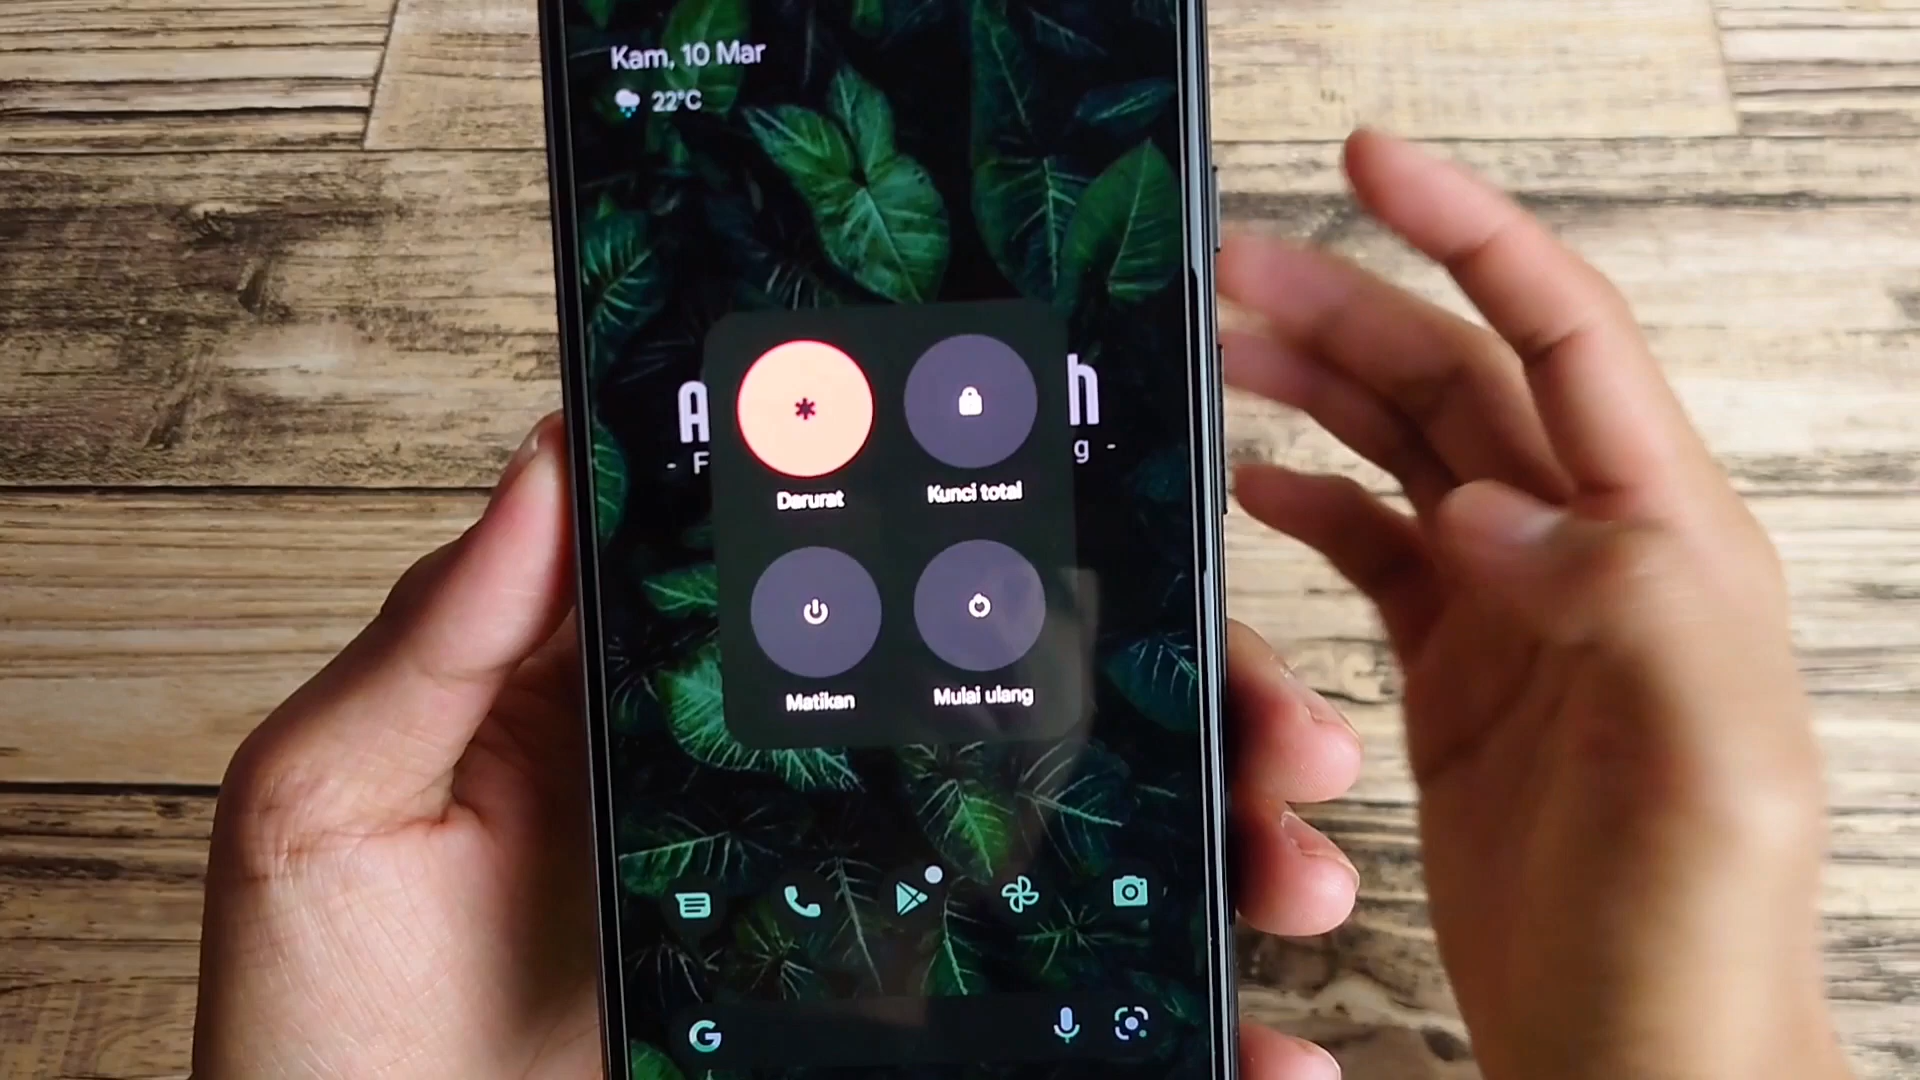 Kam, 10 Mar
22°C
A h
- F g -
Darurat
Kunci total
Matikan
Mulai ulang
G